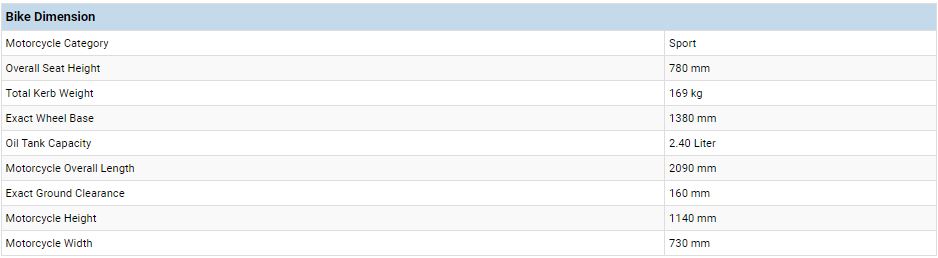 Bike Dimension
Motorcycle Category Sport
Overall Seat Height 780 mm
Total Kerb Weight 169 kg
Exact Wheel Base 1380 mm
Oil Tank Capacity 2.40 Liter
Motorcycle Overall Length 2090 mm
Exact Ground Clearance 160 mm
Motorcycle Height 1140 mm
Motorcycle Width 730 mm